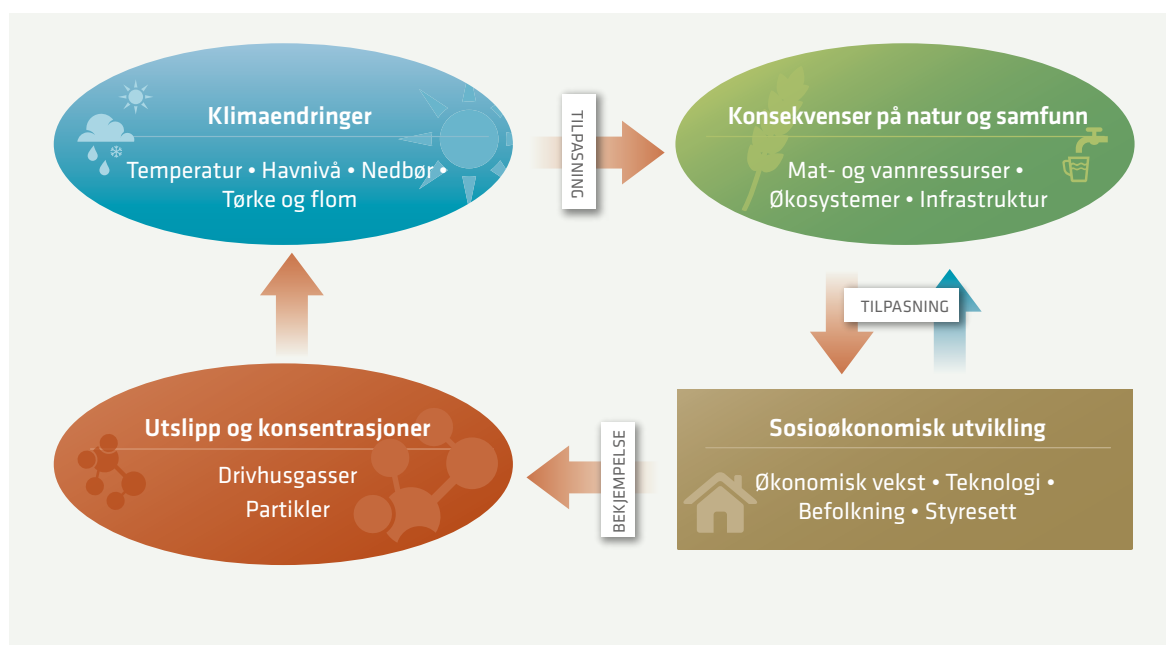 Klimaendringer
Temperatur • Havnivå • Nedbør •
Tørke og flom
TILPASNING
Konsekvenser på natur og samfunn
Mat- og vannressurser •
Økosystemer • Infrastruktur
TILPASNING
Utslipp og konsentrasjoner
Drivhusgasser
Partikler
BEKJEMPELSE
Sosioøkonomisk utvikling
Økonomisk vekst • Teknologi •
Befolkning • Styresett